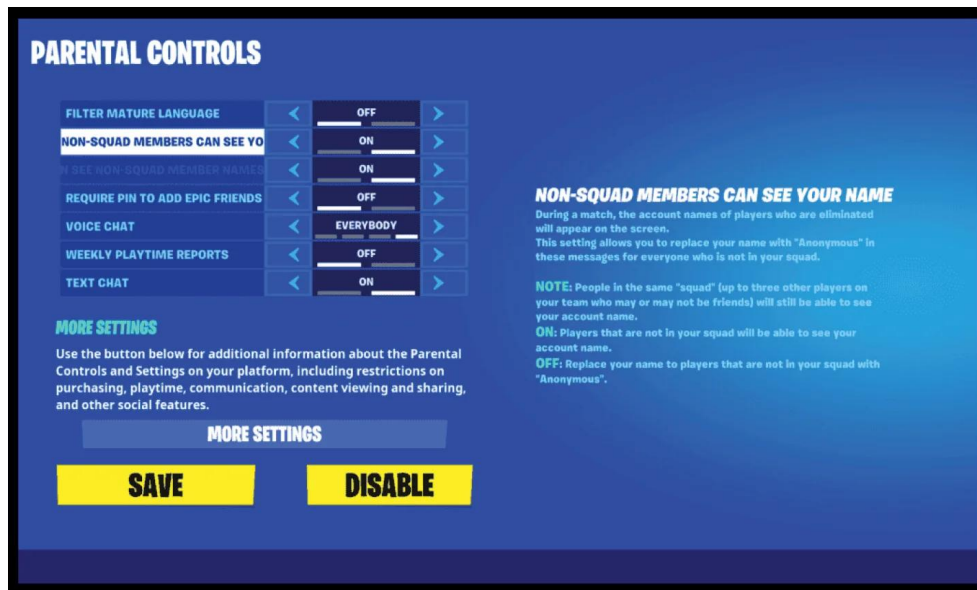 PARENTAL CONTROLS
FILTER MATURE LANGUAGE OFF
NON-SQUAD MEMBERS CAN SEE YO ON
N SEE NON-SQUAD MEMBER NAMES ON
REQUIRE PIN TO ADD EPIC FRIENDS OFF
VOICE CHAT EVERYBODY
WEEKLY PLAYTIME REPORTS OFF
TEXT CHAT ON
MORE SETTINGS
Use the button below for additional information about the Parental
Controls and Settings on your platform, including restrictions on
purchasing, playtime, communication, content viewing and sharing,
and other social features.
MORE SETTINGS
SAVE DISABLE
NON-SQUAD MEMBERS CAN SEE YOUR NAME
During a match, the account names of players who are eliminated
will appear on the screen.
This setting allows you to replace your name with "Anonymous" in
these messages for everyone who is not in your squad.
NOTE: People in the same "squad" (up to three other players on
your team who may or may not be friends) will still be able to see
your account name.
ON: Players that are not in your squad will be able to see your
account name.
OFF: Replace your name to players that are not in your squad with
"Anonymous".